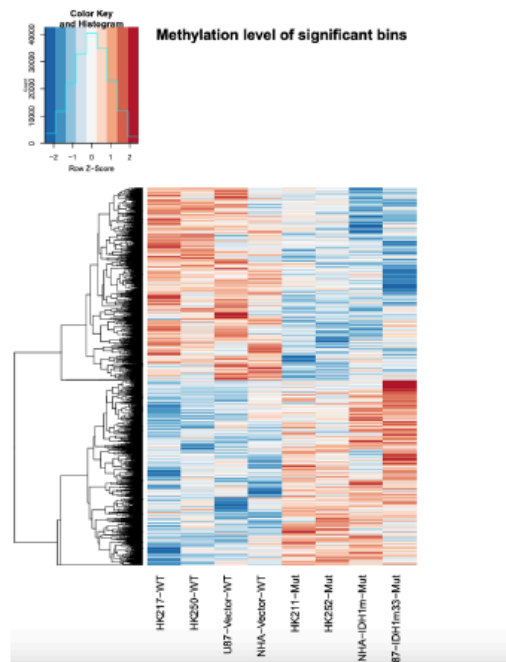 Color Key
and Histogram
Methylation level of significant bins
Count
0 10000 20000 30000 40000
−2 −1 0 1 2
Row Z−Score
HK217−WT
HK250−WT
U87−Vector−WT
NHA−Vector−WT
HK211−Mut
HK252−Mut
NHA−IDH1m−Mut
87−IDH1m33−Mut